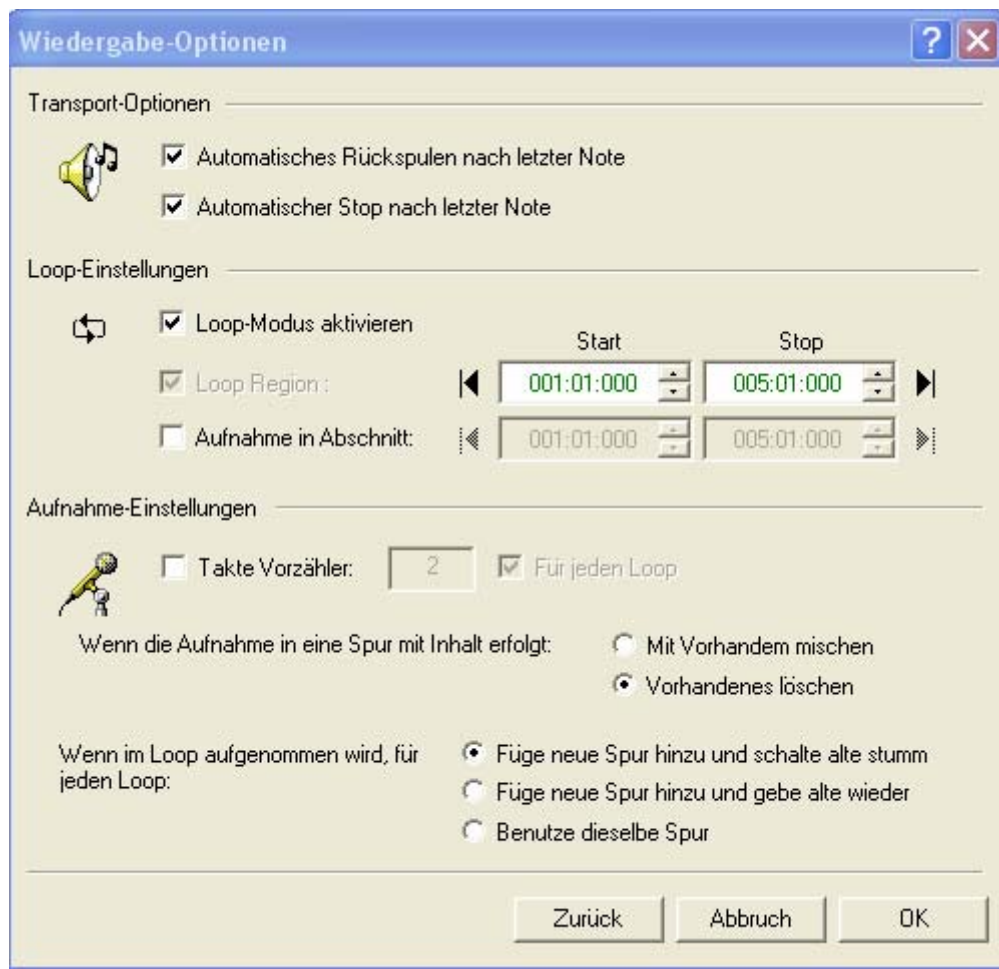 Wiedergabe-Optionen
Transport-Optionen
Automatisches Rückspulen nach letzter Note
Automatischer Stop nach letzter Note
Loop-Einstellungen
Loop-Modus aktivieren
Start Stop
Loop Region : 001:01:000 005:01:000
Aufnahme in Abschnitt: 001:01:000 005:01:000
Aufnahme-Einstellungen
Takte Vorzähler: 2 Für jeden Loop
Wenn die Aufnahme in eine Spur mit Inhalt erfolgt: Mit Vorhandem mischen
Vorhandenes löschen
Wenn im Loop aufgenommen wird, für
jeden Loop:
Füge neue Spur hinzu und schalte alte stumm
Füge neue Spur hinzu und gebe alte wieder
Benutze dieselbe Spur
Zurück Abbruch OK